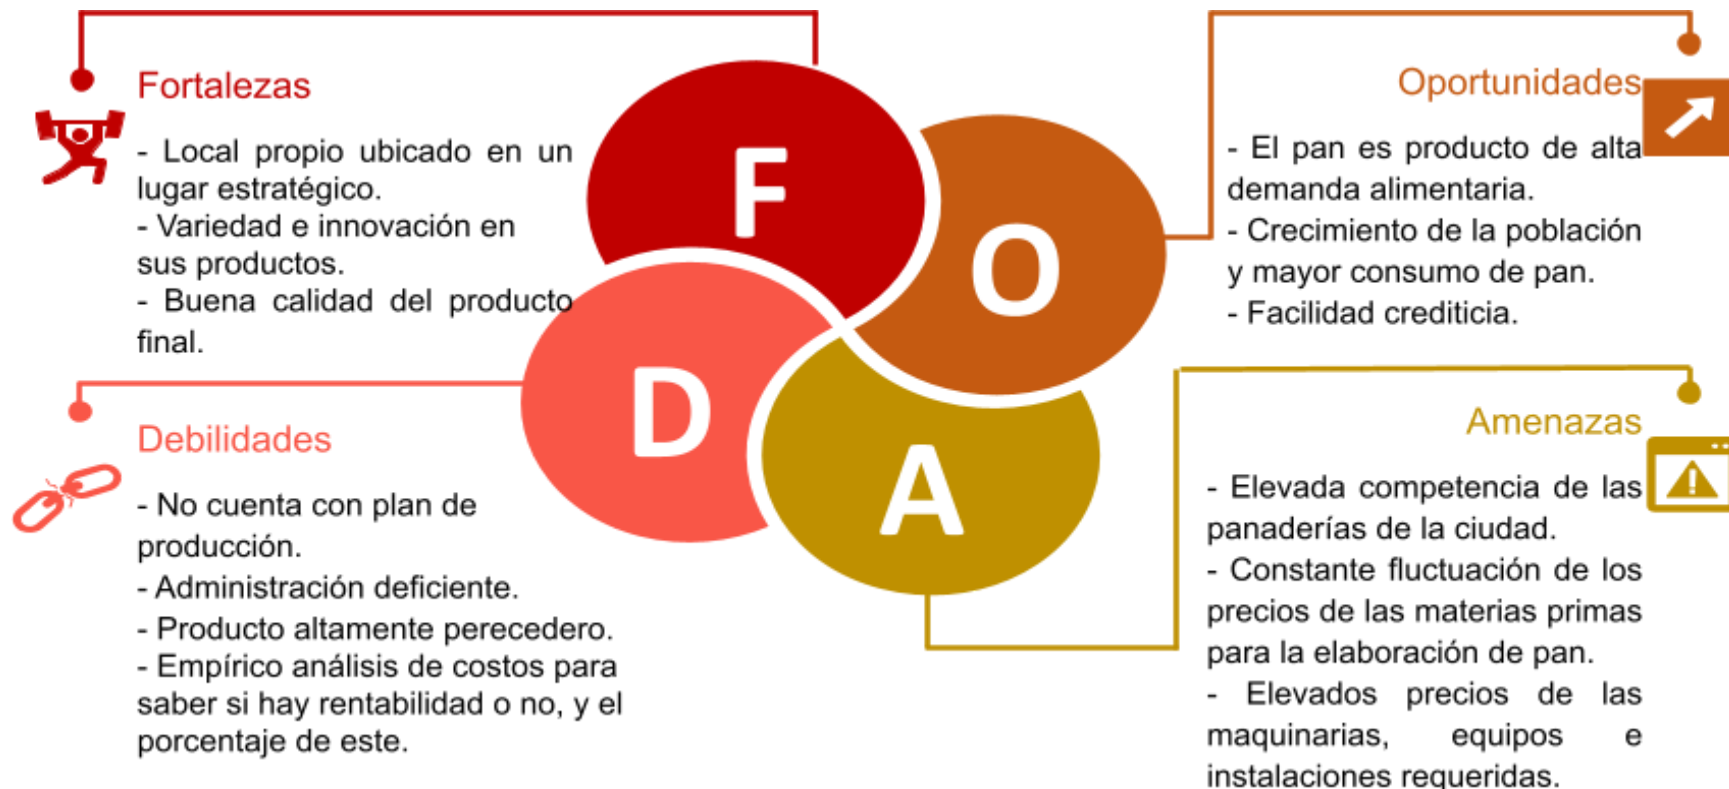 Fortalezas
- Local propio ubicado en un
lugar estratégico.
- Variedad e innovación en
sus productos.
- Buena calidad del producto
final.
F
O
D
A
Oportunidades
- El pan es producto de alta
demanda alimentaria.
- Crecimiento de la población
y mayor consumo de pan.
- Facilidad crediticia.
Debilidades
- No cuenta con plan de
producción.
- Administración deficiente.
- Producto altamente perecedero.
- Empírico análisis de costos para
saber si hay rentabilidad o no, y el
porcentaje de este.
Amenazas
- Elevada competencia de las
panaderías de la ciudad.
- Constante fluctuación de los
precios de las materias primas
para la elaboración de pan.
- Elevados precios de las
maquinarias, equipos e
instalaciones requeridas.